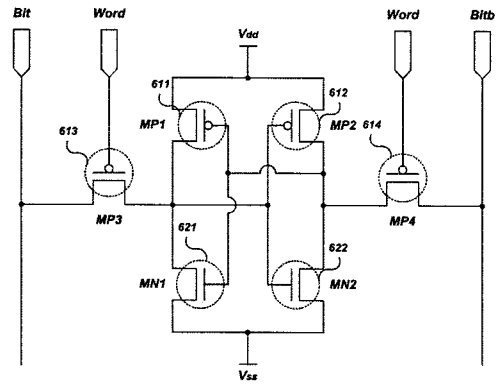 Bit
Word
Vdd
Word
Bitb
611
612
613
MP1
MP2
614
MP3
MP4
621
622
MN1
MN2
Vss